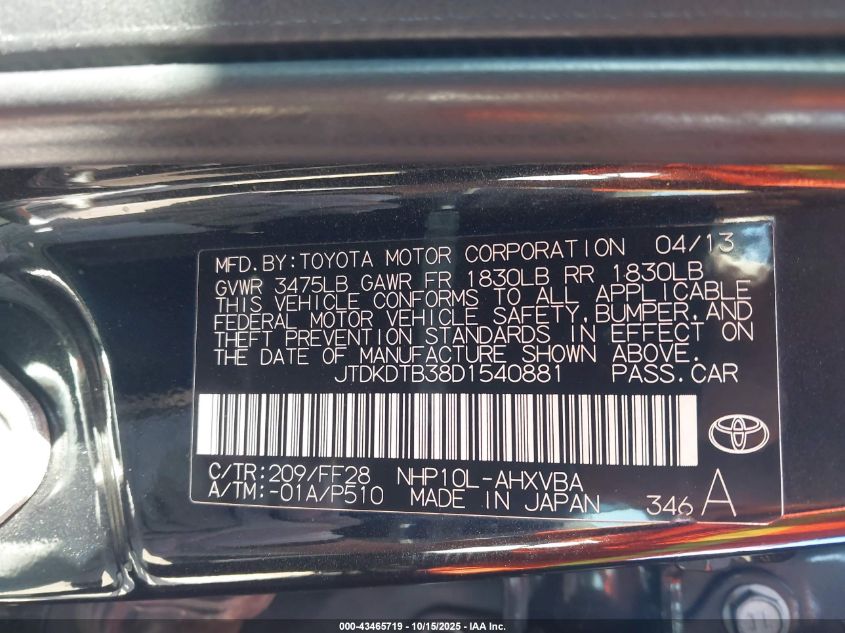 MFD.BY:TOYOTA MOTOR CORPORATION 04/13
GVWR 3475LB GAWR FR 1830LB RR 1830LB
THIS VEHICLE CONFORMS TO ALL APPLICABLE
FEDERAL MOTOR VEHICLE SAFETY,BUMPER,AND
THEFT PREVENTION STANDARDS IN EFFECT ON
THE DATE OF MANUFACTURE SHOWN ABOVE.
JTDKDTB38D1540881 PASS.CAR
C/TR:209/FF28 NHP10L-AHXVBA
A/TM:-01A/P510 MADE IN JAPAN 346 A
000-43465719 - 10/15/2025 - IAA Inc.